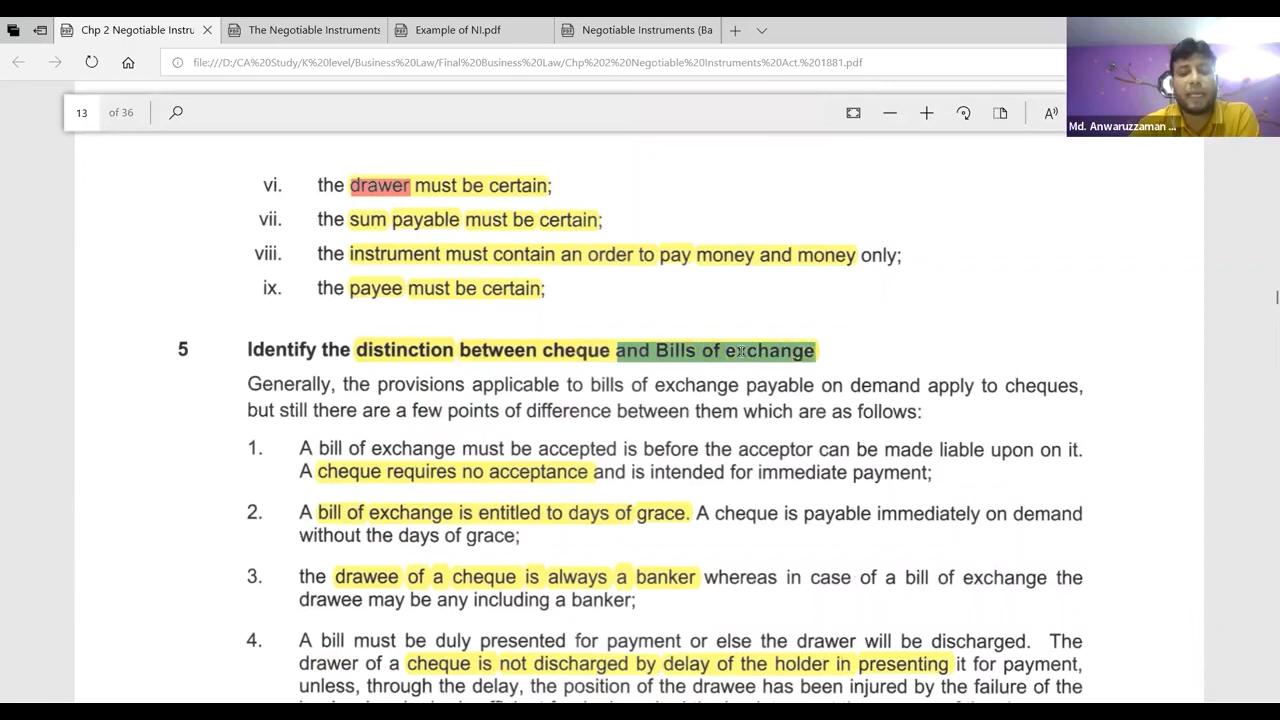 Chp 2 Negotiable Instru
The Negotiable Instruments
Example of NI.pdf
Negotiable Instruments (Ba
file:///D:/CA%20Study/K%20level/Business%20Law/Final%20Business%20Law/Chp%202%20Negotiable%20Instruments%20Act.%201881.pdf
13 of 36
Md. Anwaruzzaman ...
vi. the drawer must be certain;
vii. the sum payable must be certain;
viii. the instrument must contain an order to pay money and money only;
ix. the payee must be certain;
5 Identify the distinction between cheque and Bills of exchange
Generally, the provisions applicable to bills of exchange payable on demand apply to cheques,
but still there are a few points of difference between them which are as follows:
1. A bill of exchange must be accepted is before the acceptor can be made liable upon on it.
A cheque requires no acceptance and is intended for immediate payment;
2. A bill of exchange is entitled to days of grace. A cheque is payable immediately on demand
without the days of grace;
3. the drawee of a cheque is always a banker whereas in case of a bill of exchange the
drawee may be any including a banker;
4. A bill must be duly presented for payment or else the drawer will be discharged. The
drawer of a cheque is not discharged by delay of the holder in presenting it for payment,
unless, through the delay, the position of the drawee has been injured by the failure of the